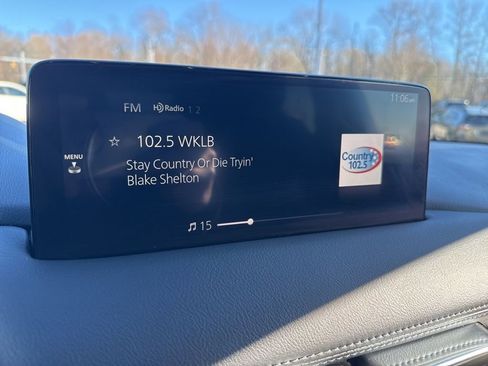 11:06 AM
FM HD Radio 1 2
☆ 102.5 WKLB
MENU
Stay Country Or Die Tryin'
Blake Shelton
Country
102.5
♫ 15